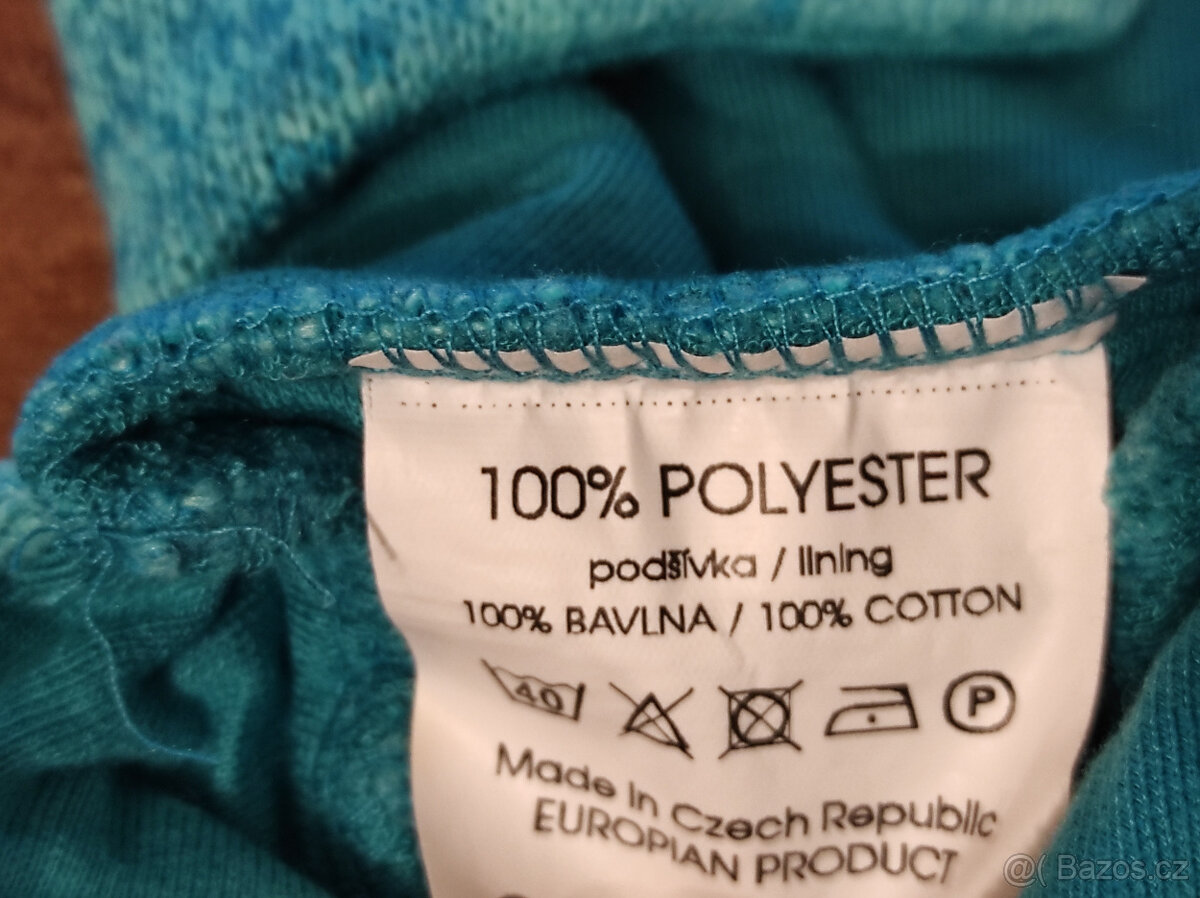 100% POLYESTER
podšívka / lining
100% BAVLNA / 100% COTTON
40
P
Made in Czech Republic
EUROPIAN PRODUCT
@( Bazos.cz